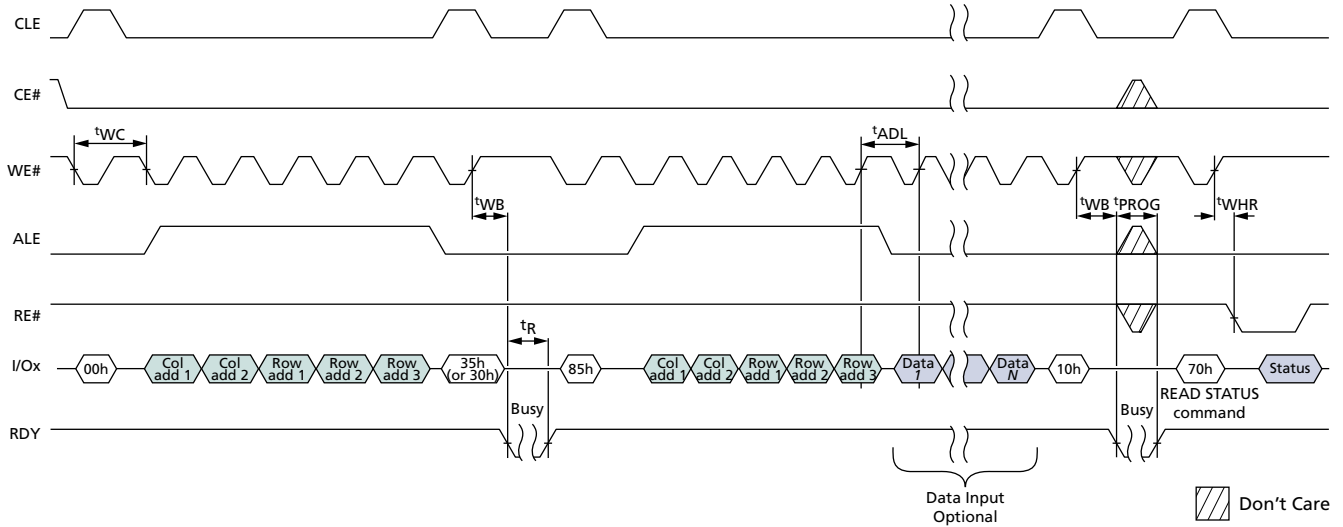 CLE
CE#
tWC
tADL
WE#
tWB
tWB
tPROG
tWHR
ALE
RE#
tR
I/Ox
00h
Col add 1
Col add 2
Row add 1
Row add 2
Row add 3
35h (or 30h)
85h
Col add 1
Col add 2
Row add 1
Row add 2
Row add 3
Data 1
Data N
10h
70h
Status
READ STATUS
command
Busy
Busy
RDY
Data Input
Optional
Don't Care